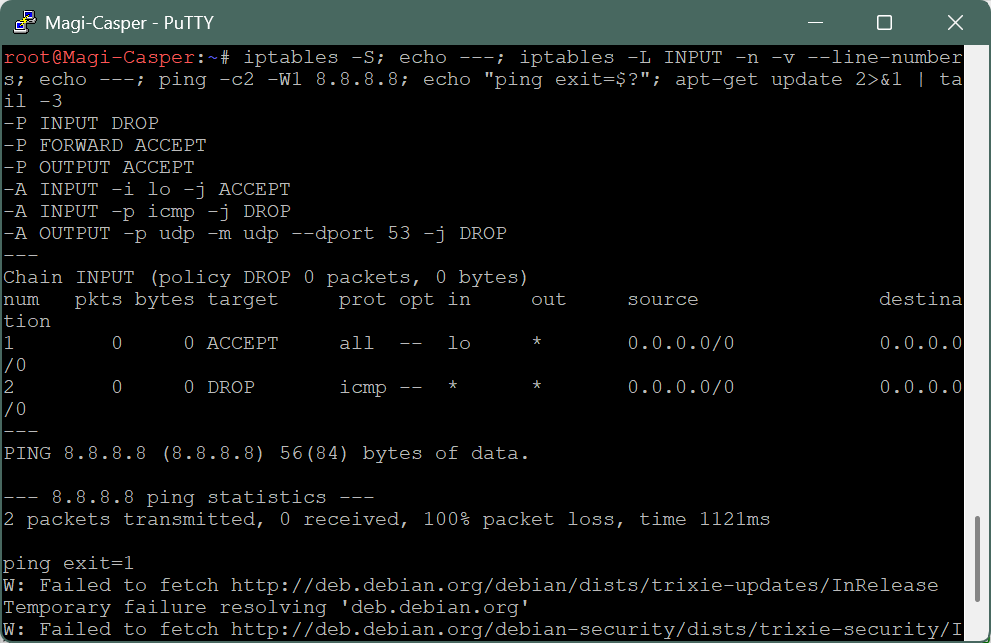 Magi-Casper - PuTTY
root@Magi-Casper:~# iptables -S; echo ---; iptables -L INPUT -n -v --line-number
s; echo ---; ping -c2 -W1 8.8.8.8; echo "ping exit=$?"; apt-get update 2>&1 | ta
il -3
-P INPUT DROP
-P FORWARD ACCEPT
-P OUTPUT ACCEPT
-A INPUT -i lo -j ACCEPT
-A INPUT -p icmp -j DROP
-A OUTPUT -p udp -m udp --dport 53 -j DROP
---
Chain INPUT (policy DROP 0 packets, 0 bytes)
num   pkts bytes target     prot opt in     out     source               destina
tion
1        0     0 ACCEPT     all  --  lo     *       0.0.0.0/0            0.0.0.0
/0
2        0     0 DROP       icmp --  *      *       0.0.0.0/0            0.0.0.0
/0
---
PING 8.8.8.8 (8.8.8.8) 56(84) bytes of data.
--- 8.8.8.8 ping statistics ---
2 packets transmitted, 0 received, 100% packet loss, time 1121ms
ping exit=1
W: Failed to fetch http://deb.debian.org/debian/dists/trixie-updates/InRelease
Temporary failure resolving 'deb.debian.org'
W: Failed to fetch http://deb.debian.org/debian-security/dists/trixie-security/I